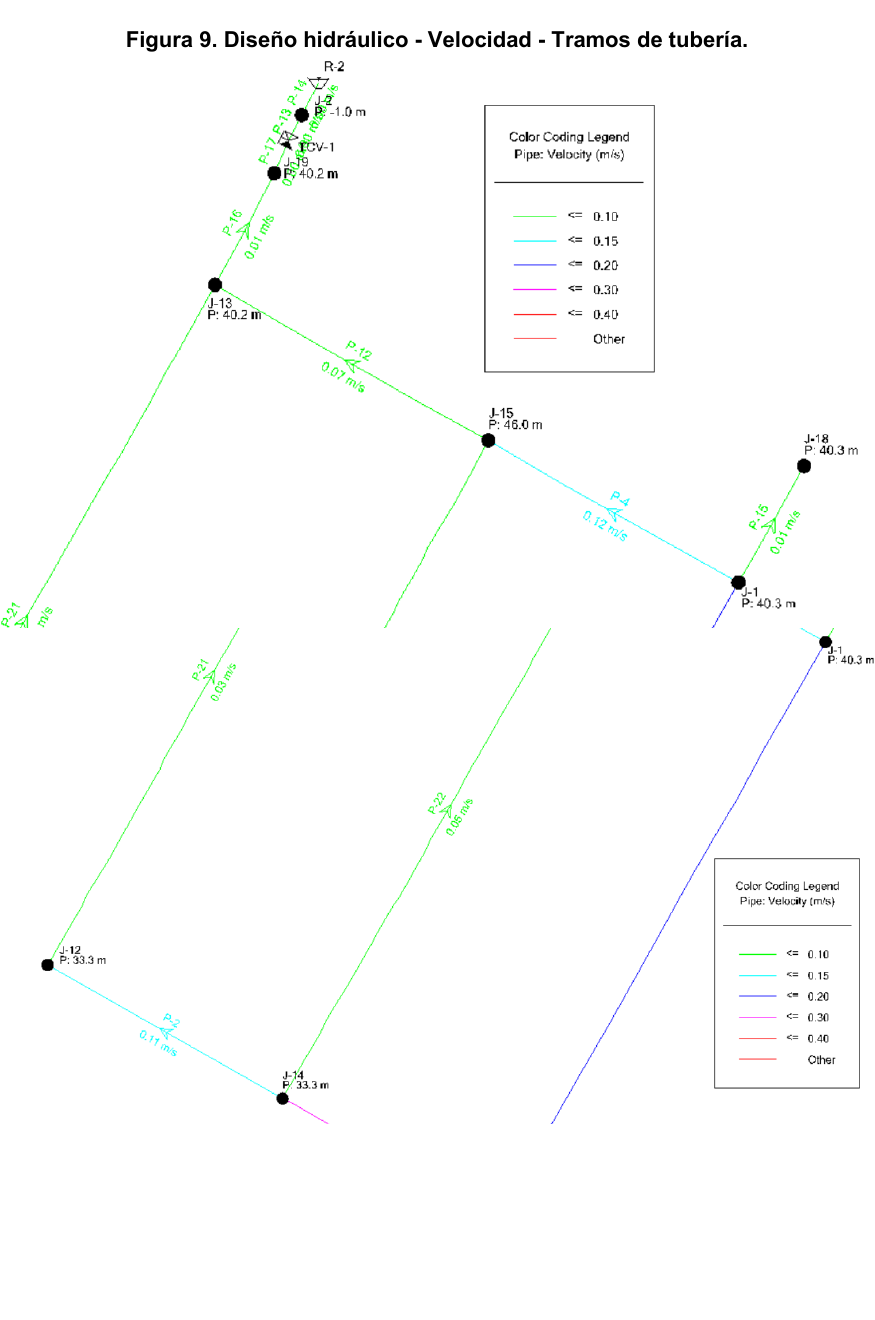 Figura 9. Diseño hidráulico - Velocidad - Tramos de tubería.
R-2
P-14
J-2
P: -1.0 m
P-13
TCV-1
P-17
J-19
P: 40.2 m
P-16
0.01 m/s
J-13
P: 40.2 m
P-12
0.07 m/s
J-15
P: 46.0 m
P-4
0.12 m/s
J-18
P: 40.3 m
P-15
0.01 m/s
J-1
P: 40.3 m
P-21
m/s
Color Coding Legend
Pipe: Velocity (m/s)
<= 0.10
<= 0.15
<= 0.20
<= 0.30
<= 0.40
Other
P-21
0.03 m/s
P-22
0.05 m/s
J-1
P: 40.3 m
J-12
P: 33.3 m
P-2
0.11 m/s
J-14
P: 33.3 m
Color Coding Legend
Pipe: Velocity (m/s)
<= 0.10
<= 0.15
<= 0.20
<= 0.30
<= 0.40
Other